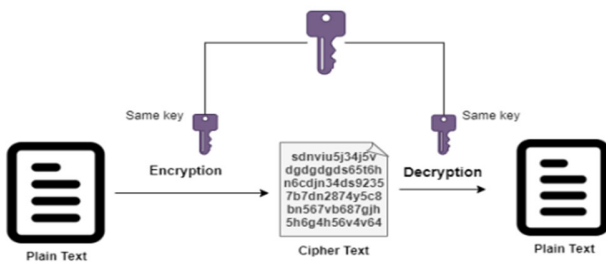 Same key
Same key
Encryption
Decryption
sdnviu5j34j5v
dgdgdgds65t6h
n6cdjn34ds9235
7b7dn2874y5c8
bn567vb687gjh
5h6g4h56v4v64
Plain Text
Cipher Text
Plain Text